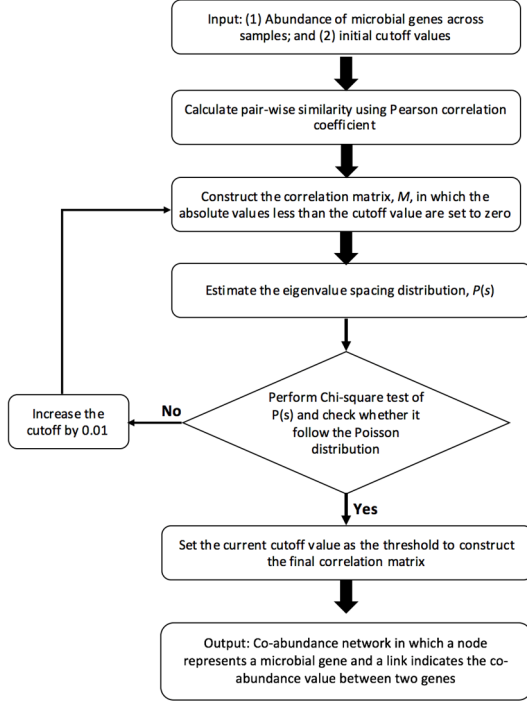 Input: (1) Abundance of microbial genes across
samples; and (2) initial cutoff values
Calculate pair-wise similarity using Pearson correlation
coefficient
Construct the correlation matrix, M, in which the
absolute values less than the cutoff value are set to zero
Estimate the eigenvalue spacing distribution, P(s)
Perform Chi-square test of
P(s) and check whether it
follow the Poisson
distribution
No
Increase the
cutoff by 0.01
Yes
Set the current cutoff value as the threshold to construct
the final correlation matrix
Output: Co-abundance network in which a node
represents a microbial gene and a link indicates the co-
abundance value between two genes